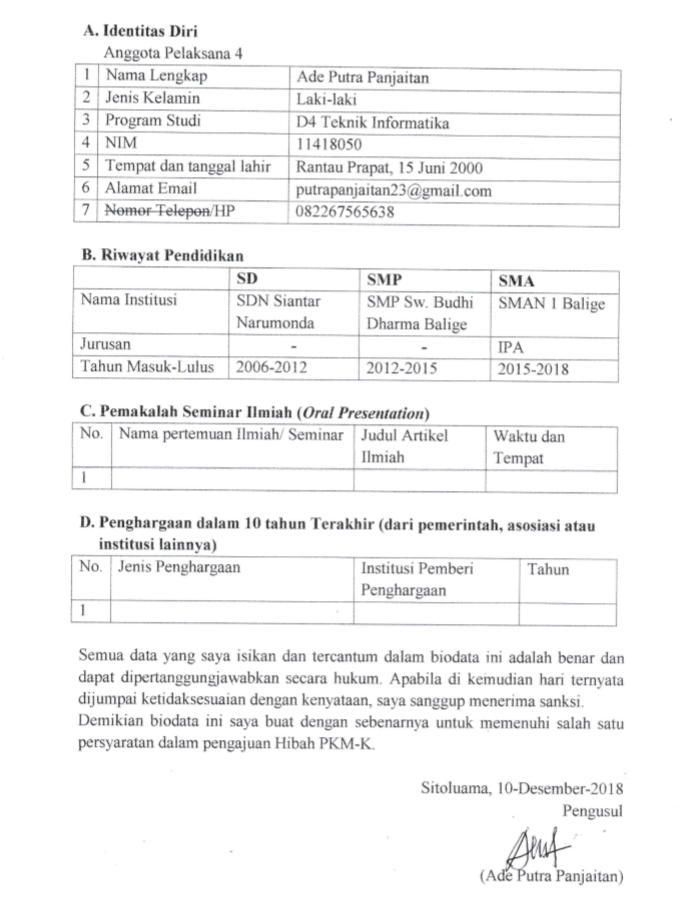 A. Identitas Diri
Anggota Pelaksana 4
1 Nama Lengkap Ade Putra Panjaitan
2 Jenis Kelamin Laki-laki
3 Program Studi D4 Teknik Informatika
4 NIM 11418050
5 Tempat dan tanggal lahir Rantau Prapat, 15 Juni 2000
6 Alamat Email putrapanjaitan23@gmail.com
7 Nomor Telepon/HP 082267565638
B. Riwayat Pendidikan
SD SMP SMA
Nama Institusi SDN Siantar SMP Sw. Budhi SMAN 1 Balige
Narumonda Dharma Balige
Jurusan - - IPA
Tahun Masuk-Lulus 2006-2012 2012-2015 2015-2018
C. Pemakalah Seminar Ilmiah (Oral Presentation)
No. Nama pertemuan Ilmiah/ Seminar Judul Artikel Waktu dan
Ilmiah Tempat
1
D. Penghargaan dalam 10 tahun Terakhir (dari pemerintah, asosiasi atau
institusi lainnya)
No. Jenis Penghargaan Institusi Pemberi Tahun
Penghargaan
1
Semua data yang saya isikan dan tercantum dalam biodata ini adalah benar dan
dapat dipertanggungjawabkan secara hukum. Apabila di kemudian hari ternyata
dijumpai ketidaksesuaian dengan kenyataan, saya sanggup menerima sanksi.
Demikian biodata ini saya buat dengan sebenarnya untuk memenuhi salah satu
persyaratan dalam pengajuan Hibah PKM-K.
Sitoluama, 10-Desember-2018
Pengusul
(Ade Putra Panjaitan)